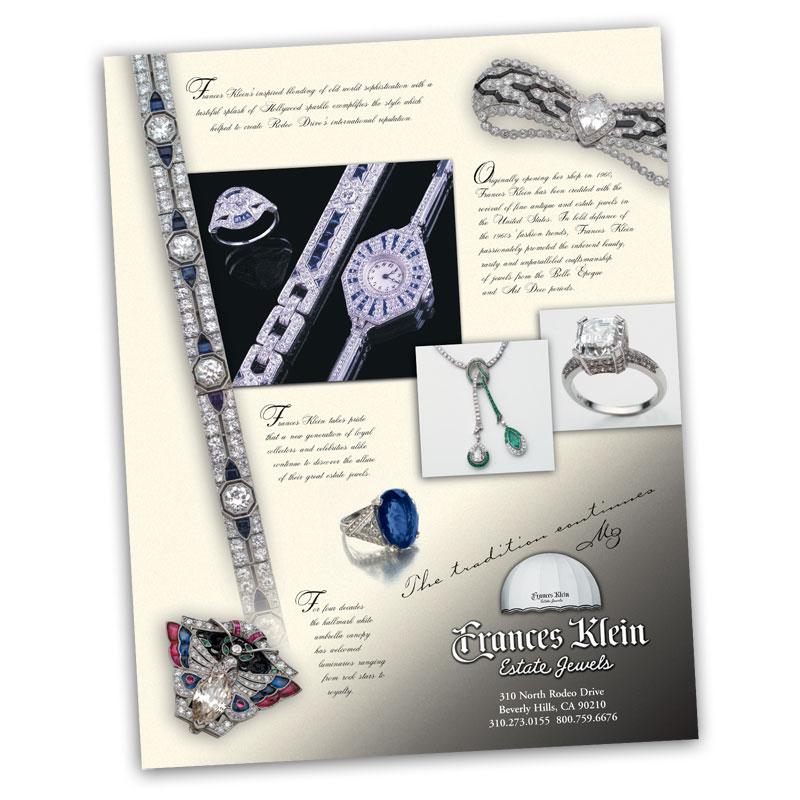 Frances Klein's inspired blending of old world sophistication with a
tasteful splash of Hollywood sparkle exemplifies the style which
helped to create Rodeo Drive's international reputation.
Originally opening her shop in 1960,
Frances Klein has been credited with the
revival of fine antique and estate jewels in
the United States. In bold defiance of
the 1960s' fashion trends, Frances Klein
passionately promoted the inherent beauty,
rarity and unparalleled craftsmanship
of jewels from the Belle Epoque
and Art Deco periods.
Frances Klein takes pride
that a new generation of loyal
collectors and celebrities alike
continue to discover the allure
of their great estate jewels.
For four decades
the hallmark white
umbrella canopy
has welcomed
luminaries ranging
from rock stars to
royalty.
The tradition continues
Frances Klein
Estate Jewels
Frances Klein
Estate Jewels
310 North Rodeo Drive
Beverly Hills, CA 90210
310.273.0155 800.759.6676